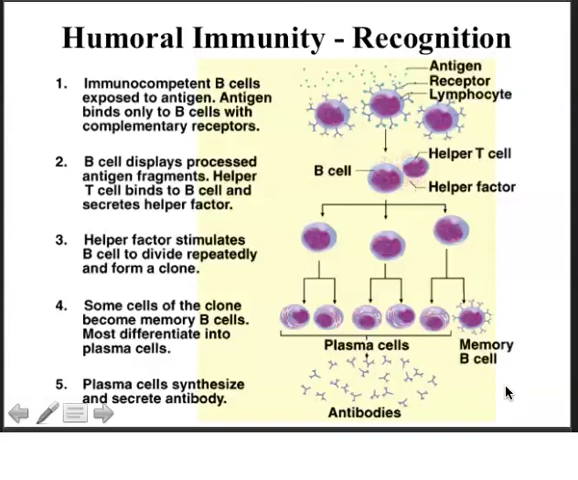 Humoral Immunity - Recognition
1. Immunocompetent B cells
exposed to antigen. Antigen
binds only to B cells with
complementary receptors.
2. B cell displays processed
antigen fragments. Helper
T cell binds to B cell and
secretes helper factor.
3. Helper factor stimulates
B cell to divide repeatedly
and form a clone.
4. Some cells of the clone
become memory B cells.
Most differentiate into
plasma cells.
5. Plasma cells synthesize
and secrete antibody.
Antigen
Receptor
Lymphocyte
B cell
Helper T cell
Helper factor
Plasma cells
Memory
B cell
Antibodies